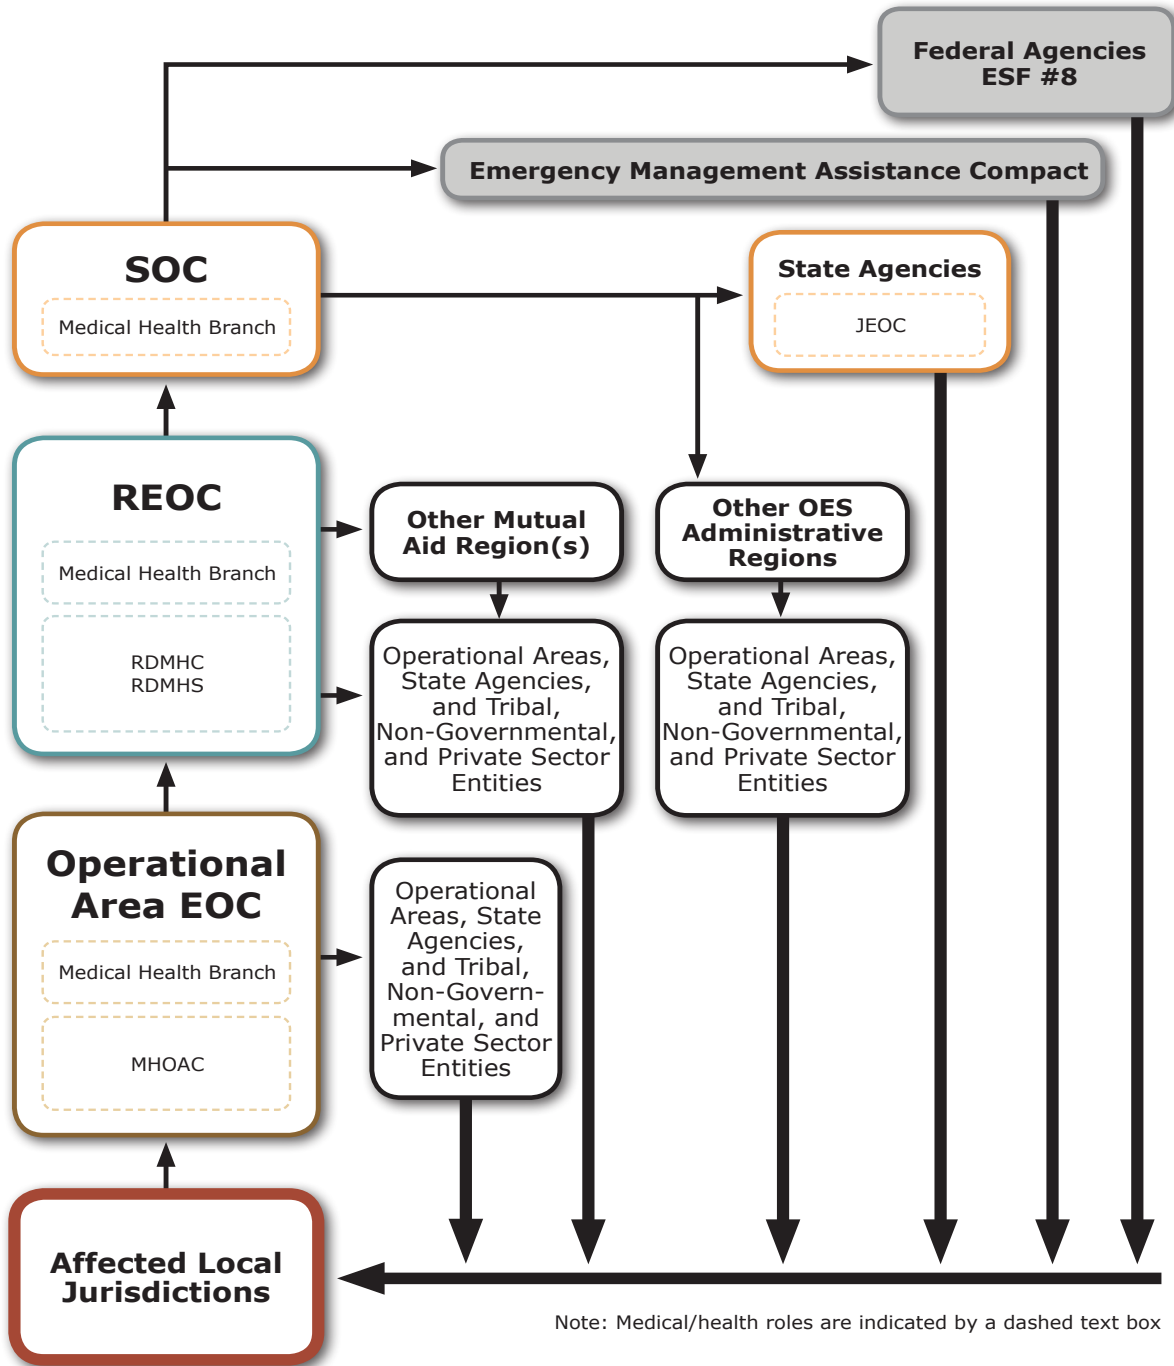 Federal Agencies
ESF #8
Emergency Management Assistance Compact
SOC
Medical Health Branch
State Agencies
JEOC
REOC
Medical Health Branch
RDMHC
RDMHS
Other Mutual
Aid Region(s)
Other OES
Administrative
Regions
Operational Areas,
State Agencies,
and Tribal,
Non-Governmental,
and Private Sector
Entities
Operational Areas,
State Agencies,
and Tribal,
Non-Governmental,
and Private Sector
Entities
Operational
Area EOC
Medical Health Branch
MHOAC
Operational
Areas, State
Agencies,
and Tribal,
Non-Govern-
mental, and
Private Sector
Entities
Affected Local
Jurisdictions
Note: Medical/health roles are indicated by a dashed text box